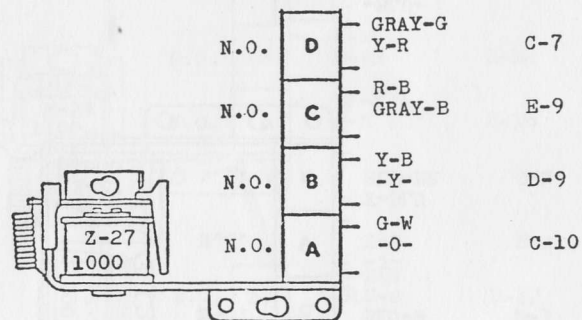 GRAY-G
N.O. D Y-R C-7
R-B
N.O. C GRAY-B E-9
Y-B
N.O. B -Y- D-9
G-W
N.O. A -O- C-10
Z-27
1000